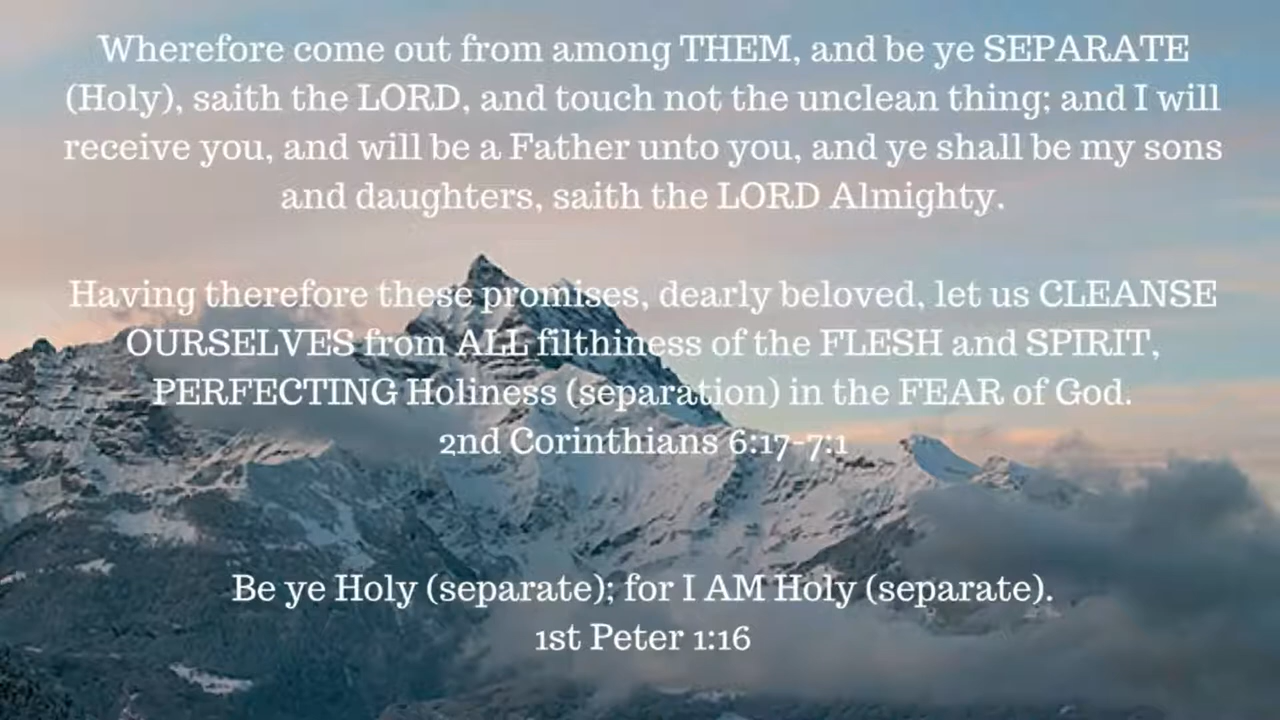 Wherefore come out from among THEM, and be ye SEPARATE
(Holy), saith the LORD, and touch not the unclean thing; and I will
receive you, and will be a Father unto you, and ye shall be my sons
and daughters, saith the LORD Almighty.
Having therefore these promises, dearly beloved, let us CLEANSE
OURSELVES from ALL filthiness of the FLESH and SPIRIT,
PERFECTING Holiness (separation) in the FEAR of God.
2nd Corinthians 6:17-7:1
Be ye Holy (separate); for I AM Holy (separate).
1st Peter 1:16